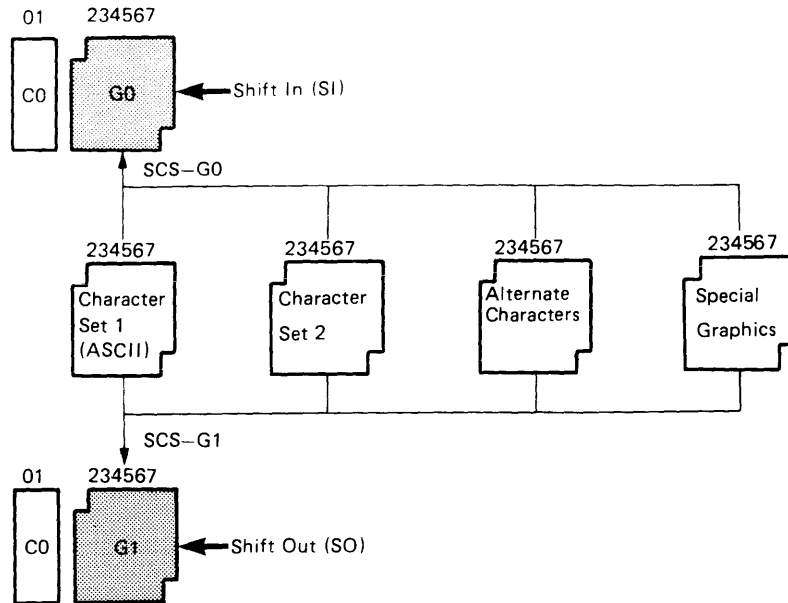 01 234567
C0 G0 Shift In (SI)
SCS-G0
234567 234567 234567 234567
Character Set 1 (ASCII)
Character Set 2
Alternate Characters
Special Graphics
SCS-G1
01 234567
C0 G1 Shift Out (SO)